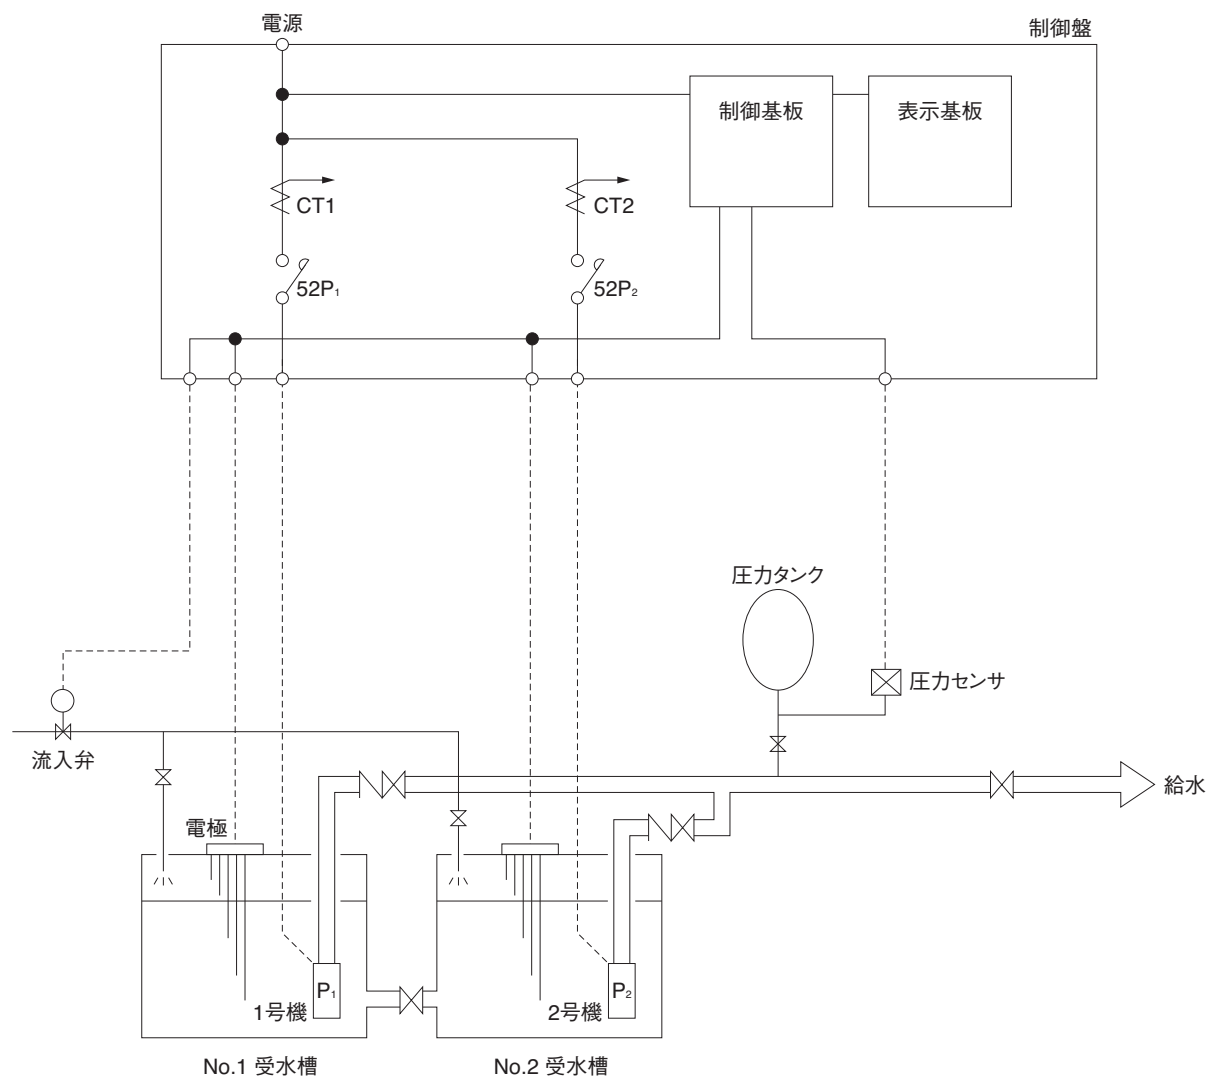 電源
制御盤
制御基板
表示基板
CT1
CT2
52P₁
52P₂
圧力タンク
圧力センサ
流入弁
給水
電極
P₁
P₂
1号機
2号機
No.1 受水槽
No.2 受水槽